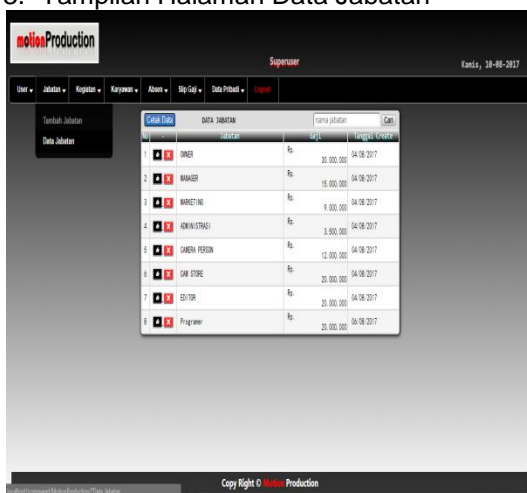 Tampilan Halaman Data Jabatan
motionProduction
Superuser
Kamis, 10-08-2017
User Jabatan Kegiatan Karyawan Absen Slip Gaji Data Pribadi Logout
Tambah Jabatan
Data Jabatan
Cetak Data DATA JABATAN nama jabatan Cari
No - Jabatan Gaji Tanggal Create
1 OWNER Rp. 30.000.000 04/08/2017
2 MANAGER Rp. 15.000.000 04/08/2017
3 MARKETING Rp. 9.000.000 04/08/2017
4 ADMINISTRASI Rp. 3.500.000 04/08/2017
5 CAMERA PERSON Rp. 12.000.000 04/08/2017
6 CAM STORE Rp. 20.000.000 04/08/2017
7 EDITOR Rp. 20.000.000 04/08/2017
8 Programer Rp. 20.000.000 06/08/2017
Copy Right © Motion Production